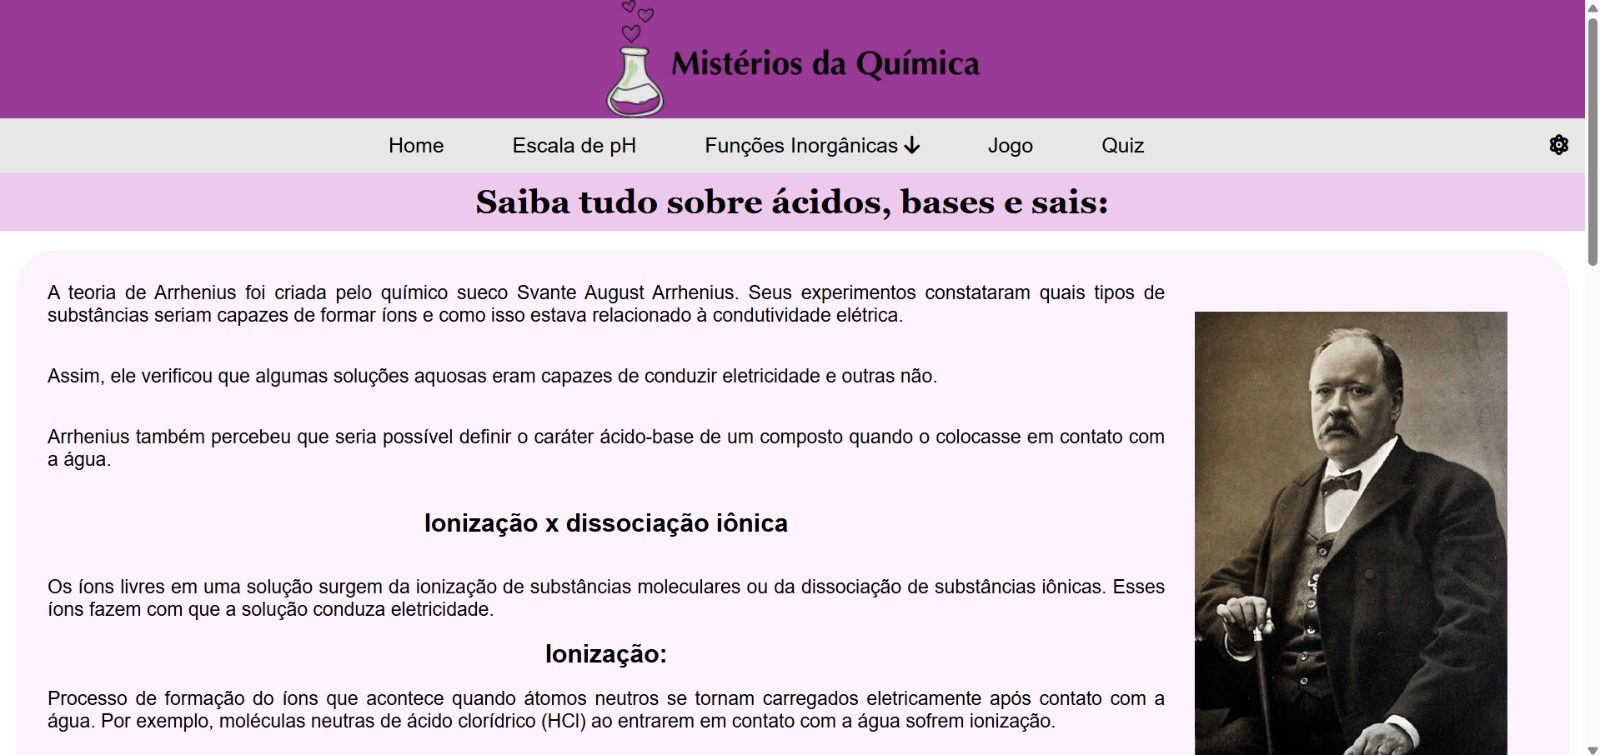 Mistérios da Química
Home Escala de pH Funções Inorgânicas Jogo Quiz
Saiba tudo sobre ácidos, bases e sais:
A teoria de Arrhenius foi criada pelo químico sueco Svante August Arrhenius. Seus experimentos constataram quais tipos de
substâncias seriam capazes de formar íons e como isso estava relacionado à condutividade elétrica.
Assim, ele verificou que algumas soluções aquosas eram capazes de conduzir eletricidade e outras não.
Arrhenius também percebeu que seria possível definir o caráter ácido-base de um composto quando o colocasse em contato com
a água.
Ionização x dissociação iônica
Os íons livres em uma solução surgem da ionização de substâncias moleculares ou da dissociação de substâncias iônicas. Esses
íons fazem com que a solução conduza eletricidade.
Ionização:
Processo de formação do íons que acontece quando átomos neutros se tornam carregados eletricamente após contato com a
água. Por exemplo, moléculas neutras de ácido clorídrico (HCl) ao entrarem em contato com a água sofrem ionização.